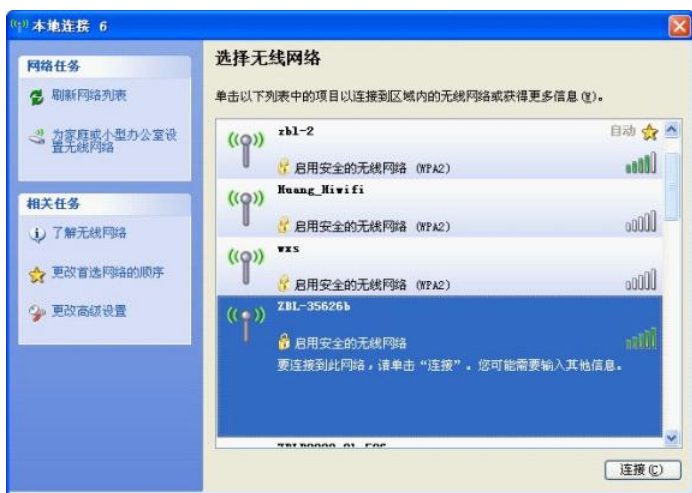 本地连接 6
网络任务
刷新网络列表
为家庭或小型办公室设
置无线网络
相关任务
了解无线网络
更改首选网络的顺序
更改高级设置
选择无线网络
单击以下列表中的项目以连接到区域内的无线网络或获得更多信息(W)。
zbl-2
自动
启用安全的无线网络 (WPA2)
Huang_Hiwifi
启用安全的无线网络 (WPA2)
wxs
启用安全的无线网络 (WPA2)
ZBL-35626b
启用安全的无线网络
要连接到此网络,请单击“连接”。您可能需要输入其他信息。
连接(C)